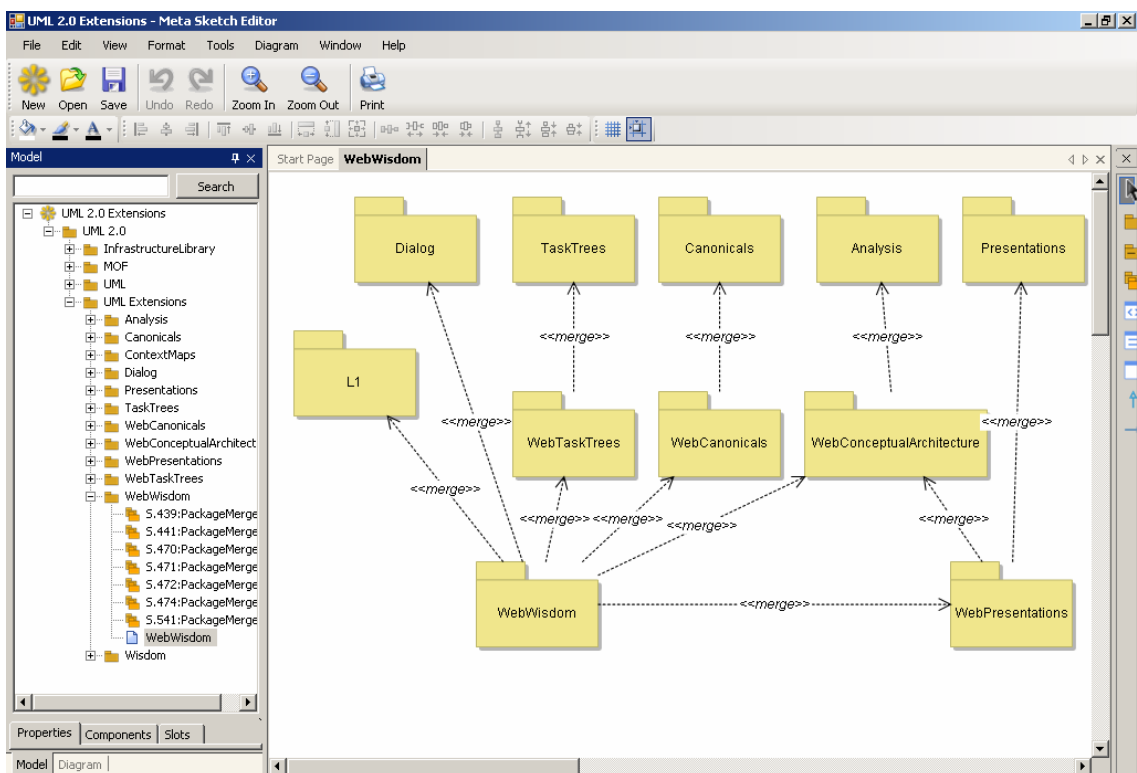 UML 2.0 Extensions - Meta Sketch Editor
File Edit View Format Tools Diagram Window Help
New Open Save Undo Redo Zoom In Zoom Out Print
Model
Search
UML 2.0 Extensions
UML 2.0
InfrastructureLibrary
MOF
UML
UML Extensions
Analysis
Canonicals
ContextMaps
Dialog
Presentations
TaskTrees
WebCanonicals
WebConceptualArchitect
WebPresentations
WebTaskTrees
WebWisdom
S.439:PackageMerge
S.441:PackageMerge
S.470:PackageMerge
S.471:PackageMerge
S.472:PackageMerge
S.474:PackageMerge
S.541:PackageMerge
WebWisdom
Wisdom
Properties Components Slots
Model Diagram
Start Page WebWisdom
Dialog TaskTrees Canonicals Analysis Presentations
<<merge>> <<merge>> <<merge>>
L1
<<merge>> <<merge>>
WebTaskTrees WebCanonicals WebConceptualArchitecture
<<merge>>
<<merge>> <<merge>> <<merge>> <<merge>>
<<merge>>
WebWisdom WebPresentations